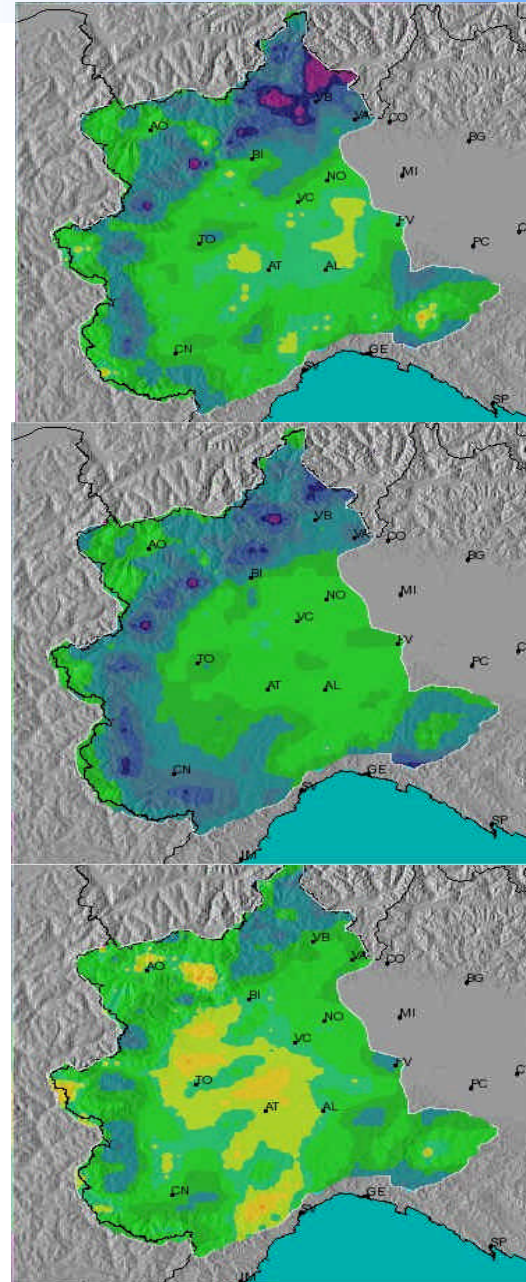 VB
AO
VA
CO
BG
BI
NO
MI
VC
PV
TO
PC
AT
AL
CN
GE
SP
VB
AO
VA
CO
BG
BI
NO
MI
VC
PV
TO
PC
AT
AL
CN
GE
SP
IM
VB
AO
VA
CO
BG
BI
NO
MI
VC
PV
TO
PC
AT
AL
CN
GE
SP
IM